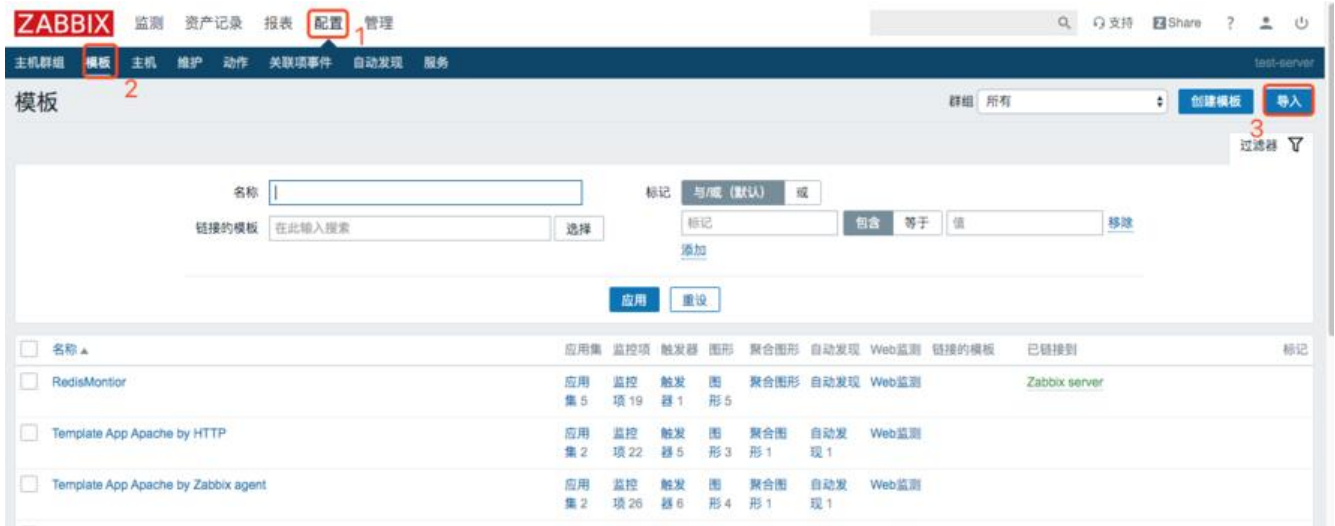 ZABBIX 监测 资产记录 报表 配置 管理 支持 Z Share ?
1
主机群组 模板 主机 维护 动作 关联项事件 自动发现 服务 test-server
2
模板 群组 所有 创建模板 导入
3
过滤器
名称 标记 与/或（默认） 或
链接的模板 在此输入搜索 选择 标记 包含 等于 值 移除
添加
应用 重设
名称 应用集 监控项 触发器 图形 聚合图形 自动发现 Web监测 链接的模板 已链接到 标记
RedisMontior 应用 监控 触发 图 聚合图形 自动发现 Web监测 Zabbix server
集 5 项 19 器 1 形 5
Template App Apache by HTTP 应用 监控 触发 图 聚合图 自动发 Web监测
集 2 项 22 器 5 形 3 形 1 现 1
Template App Apache by Zabbix agent 应用 监控 触发 图 聚合图 自动发 Web监测
集 2 项 26 器 6 形 4 形 1 现 1